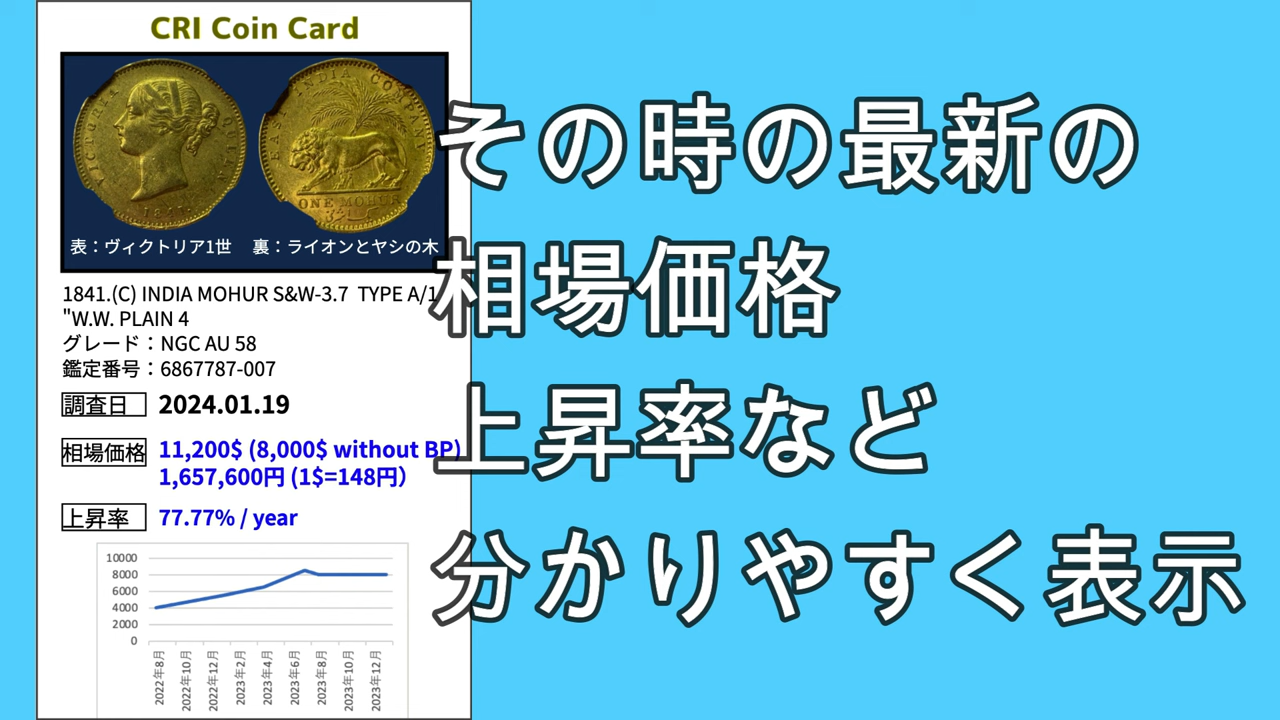 CRI Coin Card
VICTORIA QUEEN
1841
EAST INDIA COMPANY
ONE MOHUR
表：ヴィクトリア1世 裏：ライオンとヤシの木
1841.(C) INDIA MOHUR S&W-3.7 TYPE A/1
"W.W. PLAIN 4
グレード：NGC AU 58
鑑定番号：6867787-007
調査日 2024.01.19
相場価格 11,200$ (8,000$ without BP)
1,657,600円 (1$=148円）
上昇率 77.77% / year
10000
8000
6000
4000
2000
0
2022年8月
2022年10月
2022年12月
2023年2月
2023年4月
2023年6月
2023年8月
2023年10月
2023年12月
その時の最新の
相場価格
上昇率など
分かりやすく表示